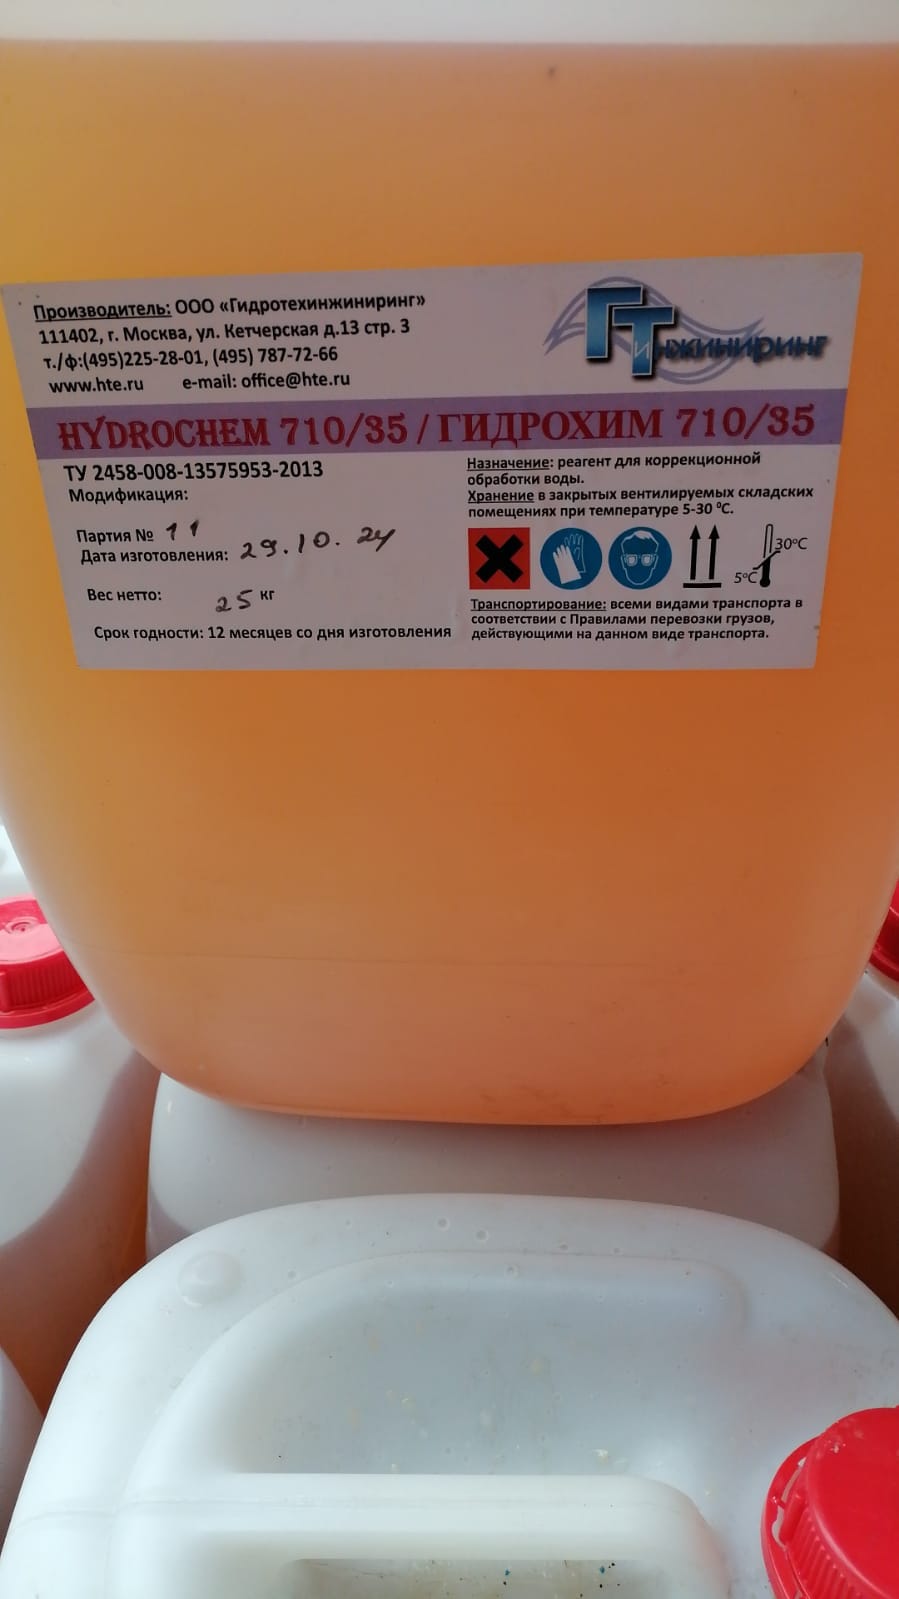 Производитель: ООО «Гидротехинжиниринг»
111402, г. Москва, ул. Кетчерская д.13 стр. 3
т./ф:(495)225-28-01, (495) 787-72-66
www.hte.ru e-mail: office@hte.ru
ГТ инжиниринг
HYDROCHEM 710/35 / ГИДРОХИМ 710/35
ТУ 2458-008-13575953-2013
Модификация:
Партия № 11
Дата изготовления: 29.10.24
Вес нетто: 25 кг
Срок годности: 12 месяцев со дня изготовления
Назначение: реагент для коррекционной
обработки воды.
Хранение в закрытых вентилируемых складских
помещениях при температуре 5-30 ⁰С.
30°C
5°C
Транспортирование: всеми видами транспорта в
соответствии с Правилами перевозки грузов,
действующими на данном виде транспорта.